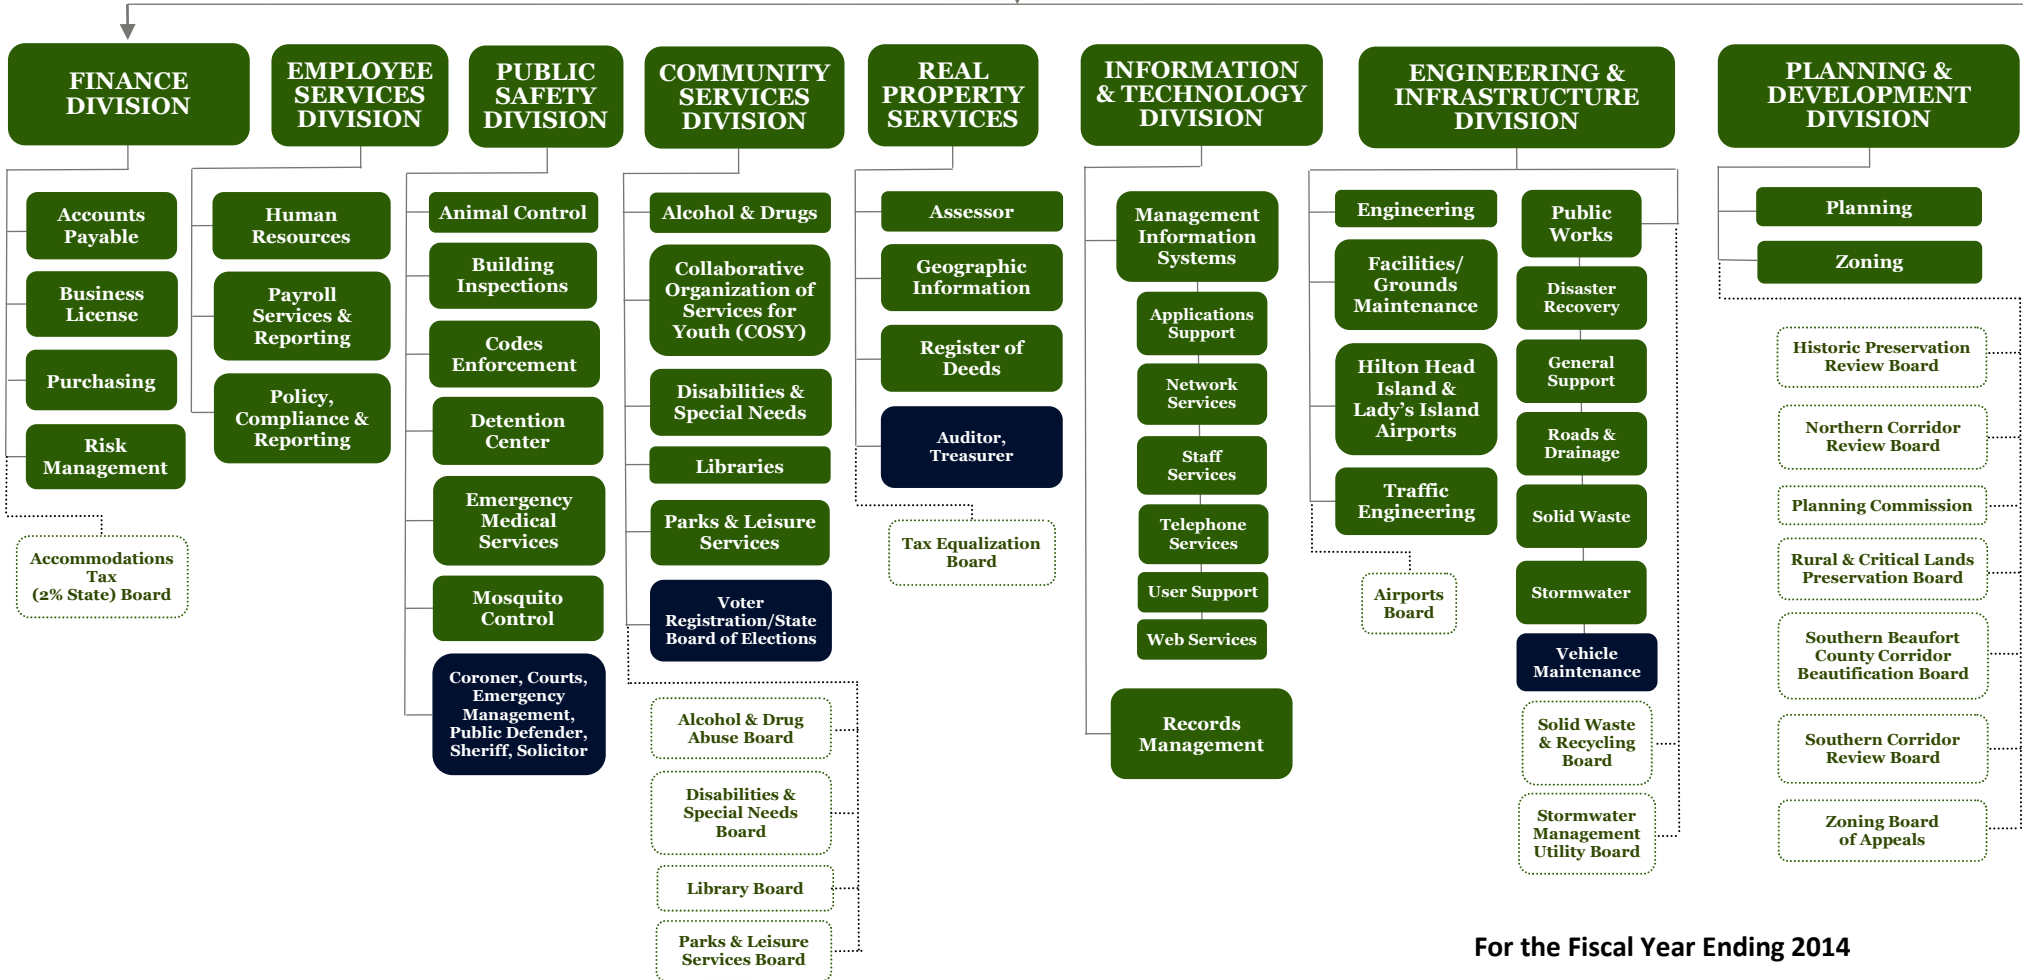 FINANCE
DIVISION
Accounts
Payable
Business
License
Purchasing
Risk
Management
Accommodations
Tax
(2% State) Board
EMPLOYEE
SERVICES
DIVISION
Human
Resources
Payroll
Services &
Reporting
Policy,
Compliance &
Reporting
PUBLIC
SAFETY
DIVISION
Animal Control
Building
Inspections
Codes
Enforcement
Detention
Center
Emergency
Medical
Services
Mosquito
Control
Coroner, Courts,
Emergency
Management,
Public Defender,
Sheriff, Solicitor
COMMUNITY
SERVICES
DIVISION
Alcohol & Drugs
Collaborative
Organization of
Services for
Youth (COSY)
Disabilities &
Special Needs
Libraries
Parks & Leisure
Services
Voter
Registration/State
Board of Elections
Alcohol & Drug
Abuse Board
Disabilities &
Special Needs
Board
Library Board
Parks & Leisure
Services Board
REAL
PROPERTY
SERVICES
Assessor
Geographic
Information
Register of
Deeds
Auditor,
Treasurer
Tax Equalization
Board
INFORMATION
& TECHNOLOGY
DIVISION
Management
Information
Systems
Applications
Support
Network
Services
Staff
Services
Telephone
Services
User Support
Web Services
Records
Management
ENGINEERING &
INFRASTRUCTURE
DIVISION
Engineering
Facilities/
Grounds
Maintenance
Hilton Head
Island &
Lady’s Island
Airports
Traffic
Engineering
Airports
Board
Public
Works
Disaster
Recovery
General
Support
Roads &
Drainage
Solid Waste
Stormwater
Vehicle
Maintenance
Solid Waste
& Recycling
Board
Stormwater
Management
Utility Board
PLANNING &
DEVELOPMENT
DIVISION
Planning
Zoning
Historic Preservation
Review Board
Northern Corridor
Review Board
Planning Commission
Rural & Critical Lands
Preservation Board
Southern Beaufort
County Corridor
Beautification Board
Southern Corridor
Review Board
Zoning Board
of Appeals
For the Fiscal Year Ending 2014